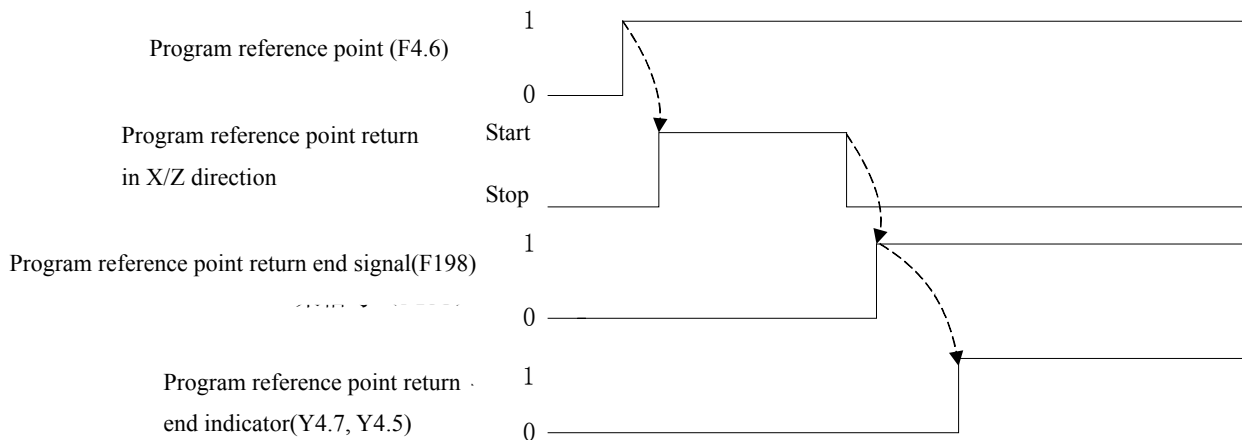 1
Program reference point (F4.6)
0
Program reference point return
in X/Z direction
Start
Stop
1
Program reference point return end signal(F198)
0
Program reference point return
end indicator(Y4.7, Y4.5)
1
0